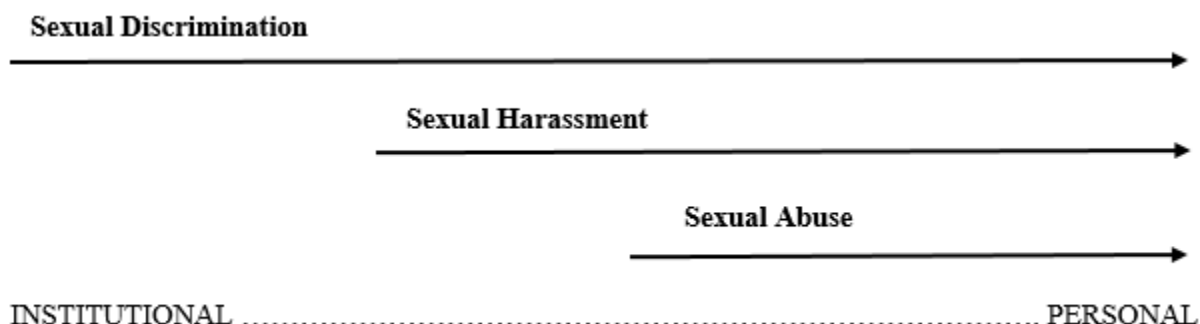 Sexual Discrimination
Sexual Harassment
Sexual Abuse
INSTITUTIONAL ........................................................................................ PERSONAL